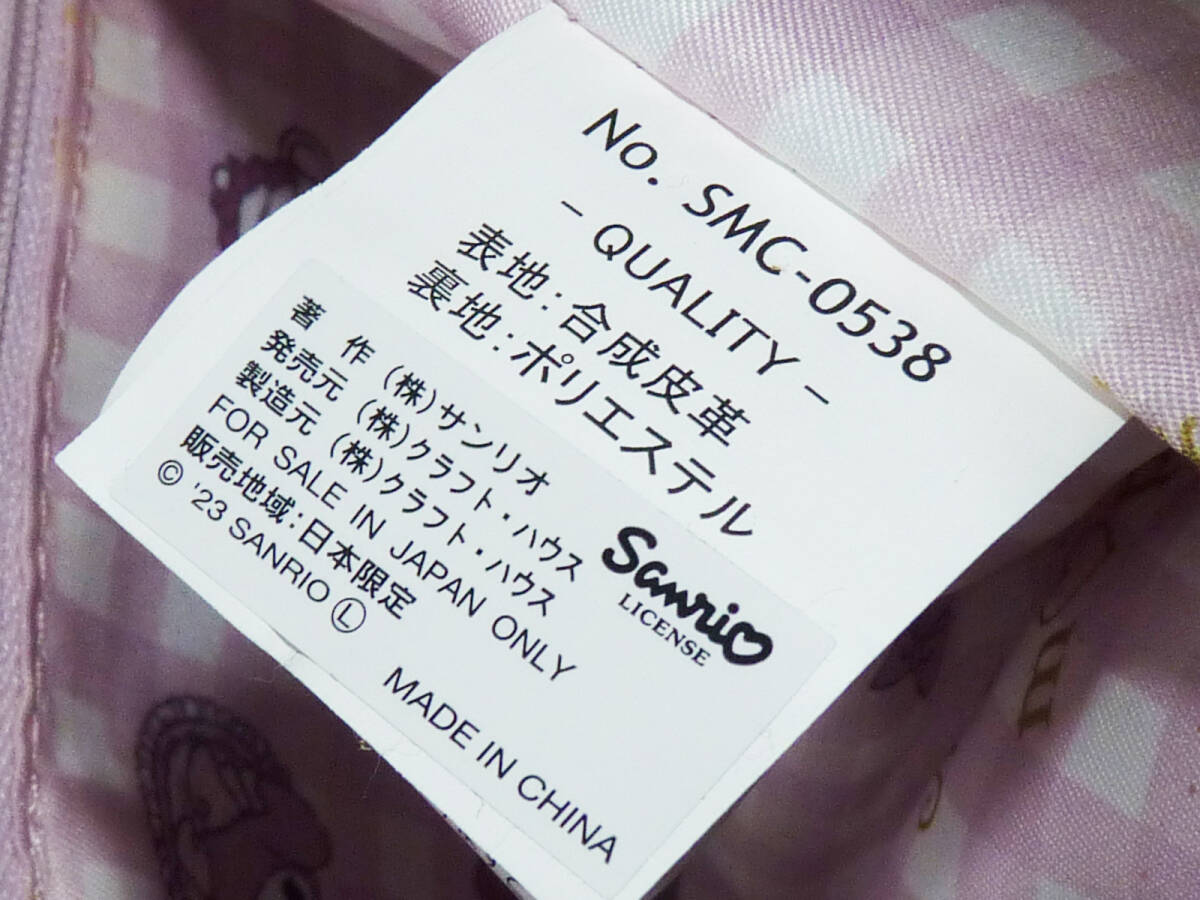 No. SMC-0538
- QUALITY -
表地:合成皮革
裏地:ポリエステル
著 作 (株)サンリオ
発売元 (株)クラフト・ハウス
製造元 (株)クラフト・ハウス
FOR SALE IN JAPAN ONLY
販売地域:日本限定
© '23 SANRIO Ⓛ
Sanrio
LICENSE
MADE IN CHINA